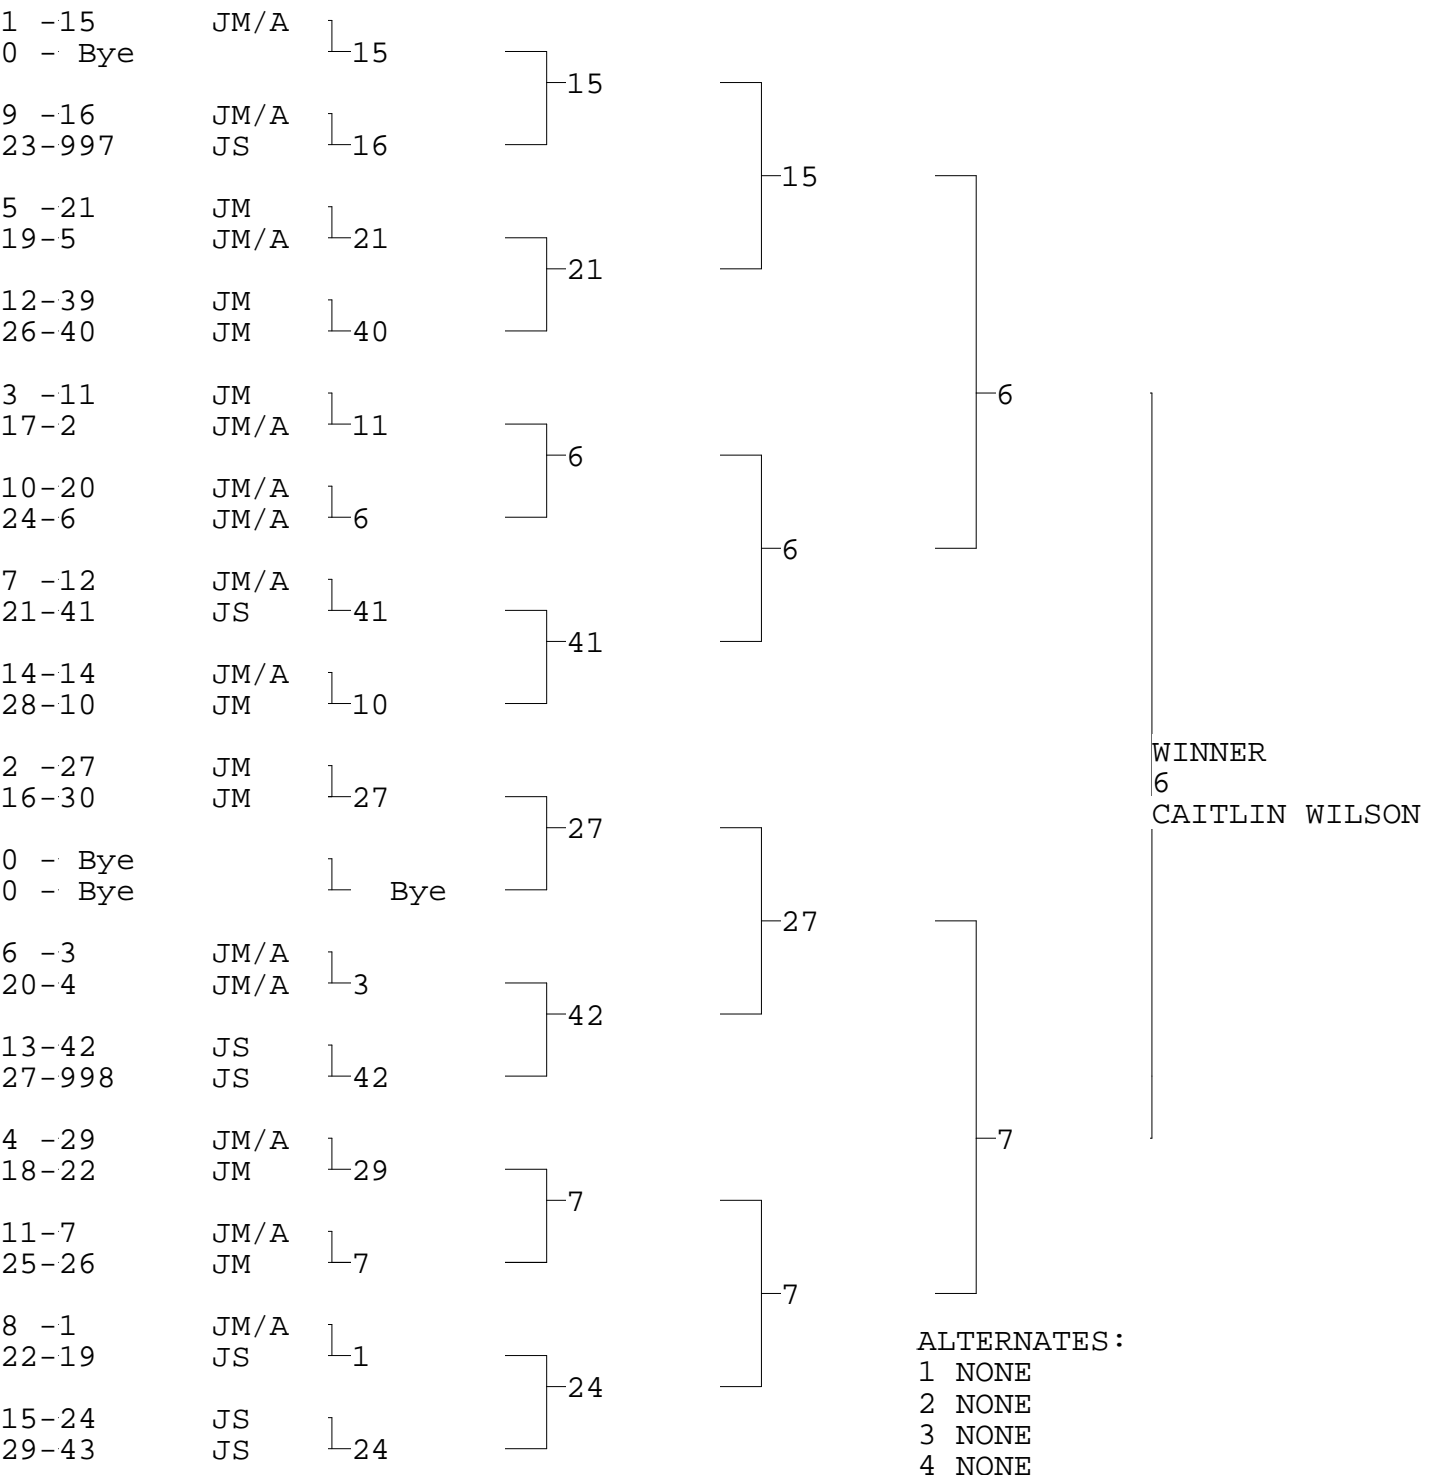 1 -15 JM/A
0 - Bye
15
15
9 -16 JM/A
23-997 JS
16
15
5 -21 JM
19-5 JM/A
21
21
12-39 JM
26-40 JM
40
3 -11 JM
6
17-2 JM/A
11
6
10-20 JM/A
24-6 JM/A
6
6
7 -12 JM/A
21-41 JS
41
41
14-14 JM/A
28-10 JM
10
2 -27 JM
WINNER
16-30 JM
27
6
CAITLIN WILSON
27
0 - Bye
0 - Bye
Bye
27
6 -3 JM/A
20-4 JM/A
3
42
13-42 JS
27-998 JS
42
4 -29 JM/A
7
18-22 JM
29
7
11-7 JM/A
25-26 JM
7
7
8 -1 JM/A
22-19 JS
1
24
15-24 JS
29-43 JS
24
ALTERNATES:
1 NONE
2 NONE
3 NONE
4 NONE